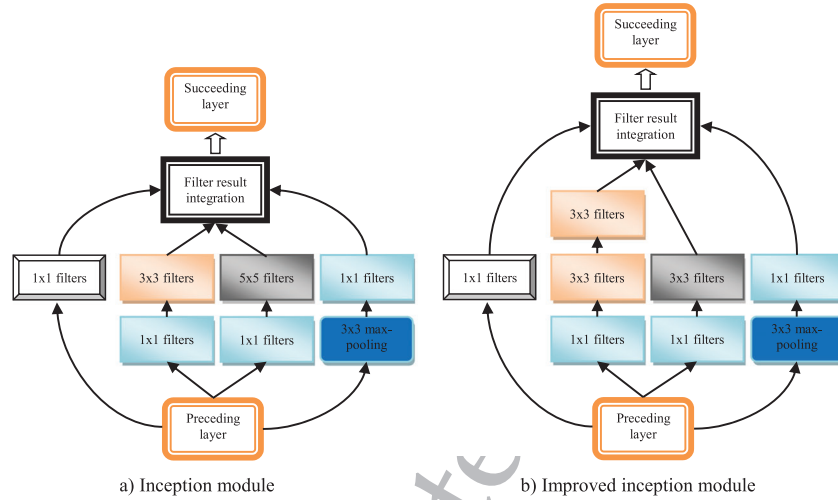 Succeeding
layer
Filter result
integration
1x1 filters
3x3 filters
5x5 filters
1x1 filters
1x1 filters
1x1 filters
3x3 max-
pooling
Preceding
layer
a) Inception module
Succeeding
layer
Filter result
integration
3x3 filters
1x1 filters
3x3 filters
3x3 filters
1x1 filters
1x1 filters
1x1 filters
3x3 max-
pooling
Preceding
layer
b) Improved inception module